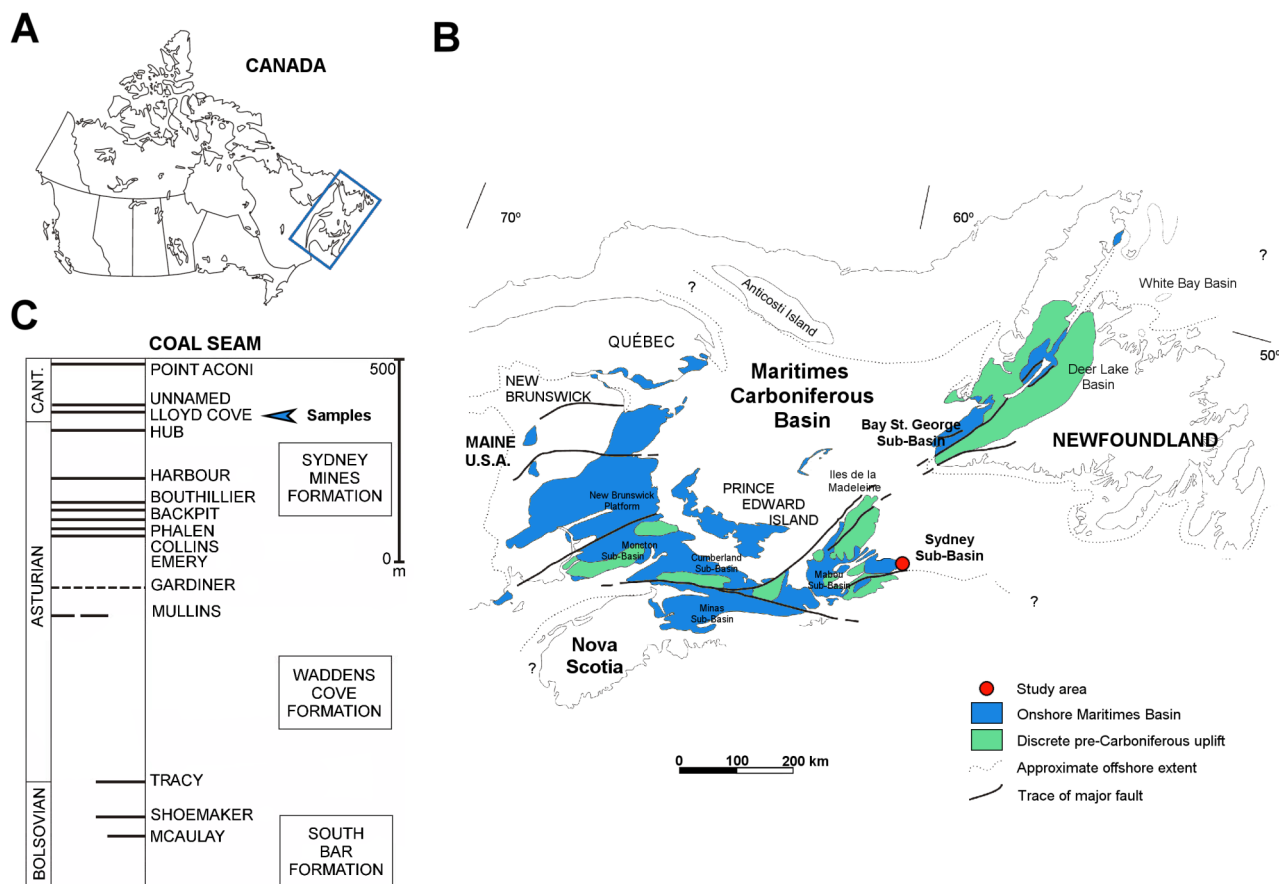 A
CANADA
B
70°
60°
50°
?
?
White Bay Basin
Anticosti Island
QUÉBEC
Deer Lake
Basin
NEW
BRUNSWICK
Maritimes
Carboniferous
Basin
Bay St. George
Sub-Basin
NEWFOUNDLAND
MAINE
U.S.A.
Iles de la
Madeleine
New Brunswick
Platform
PRINCE
EDWARD
ISLAND
Moncton
Sub-Basin
Cumberland
Sub-Basin
Mabou
Sub-Basin
Sydney
Sub-Basin
Minas
Sub-Basin
?
Nova
Scotia
?
0 100 200 km
Study area
Onshore Maritimes Basin
Discrete pre-Carboniferous uplift
Approximate offshore extent
Trace of major fault
C
COAL SEAM
CANT.
ASTURIAN
BOLSOVIAN
POINT ACONI
UNNAMED
LLOYD COVE
Samples
HUB
HARBOUR
BOUTHILLIER
BACKPIT
PHALEN
COLLINS
EMERY
GARDINER
MULLINS
TRACY
SHOEMAKER
MCAULAY
500
0
m
SYDNEY
MINES
FORMATION
WADDENS
COVE
FORMATION
SOUTH
BAR
FORMATION